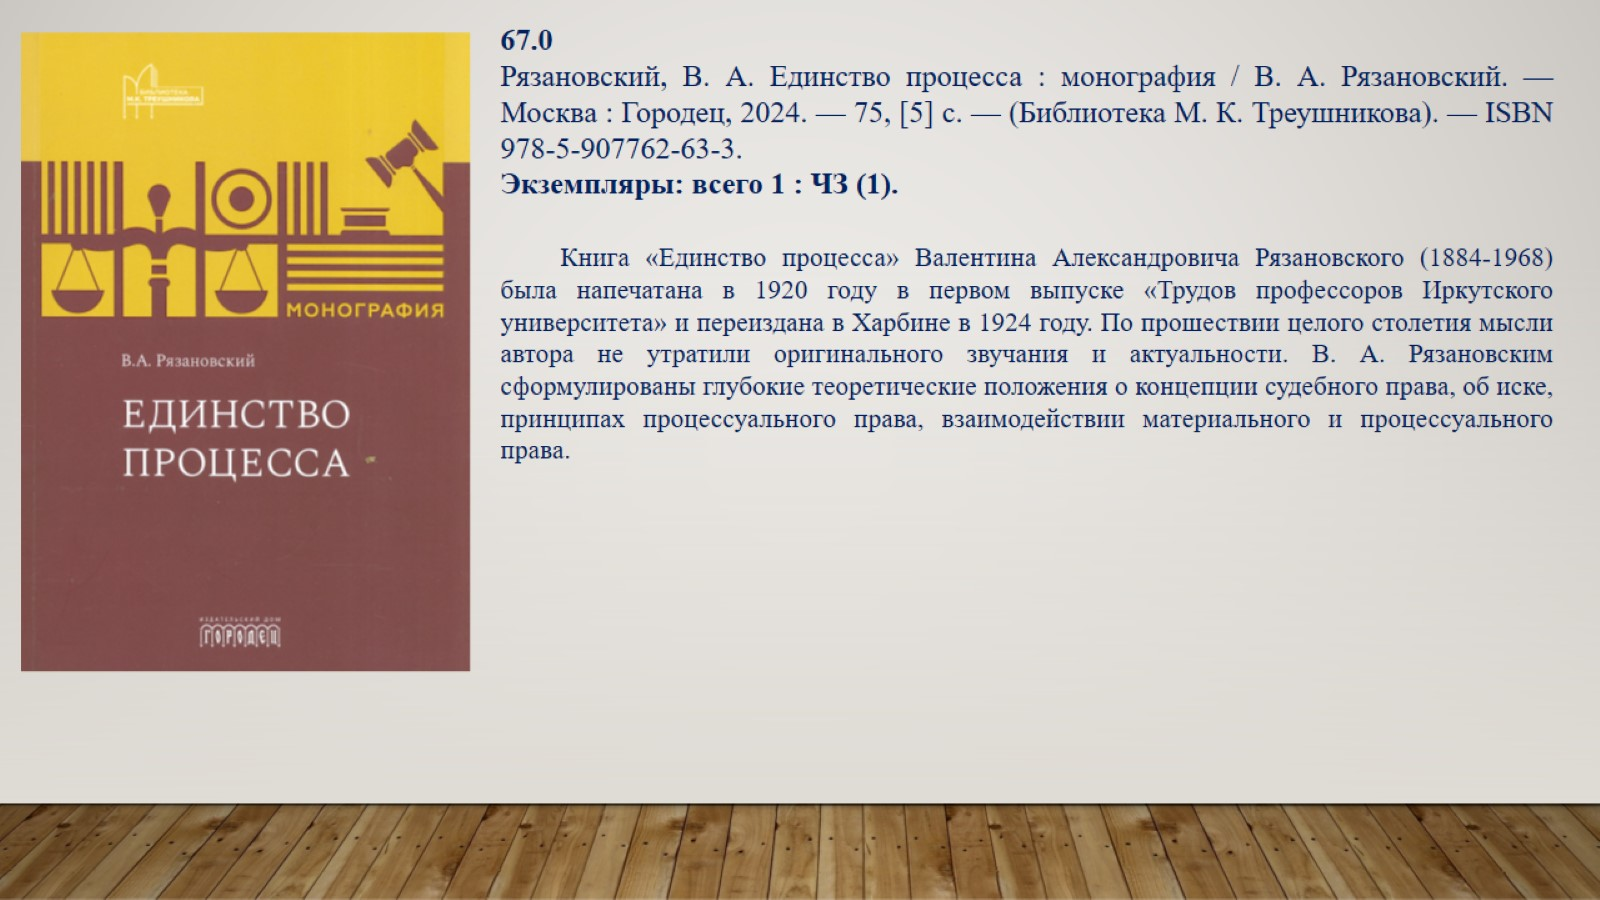 БИБЛИОТЕКА
М.К. ТРЕУШНИКОВА
МОНОГРАФИЯ
В.А. Рязановский
ЕДИНСТВО
ПРОЦЕССА
ИЗДАТЕЛЬСКИЙ ДОМ
ГОРОДЕЦ
67.0
Рязановский, В. А. Единство процесса : монография / В. А. Рязановский. —
Москва : Городец, 2024. — 75, [5] с. — (Библиотека М. К. Треушникова). — ISBN
978-5-907762-63-3.
Экземпляры: всего 1 : ЧЗ (1).
Книга «Единство процесса» Валентина Александровича Рязановского (1884-1968)
была напечатана в 1920 году в первом выпуске «Трудов профессоров Иркутского
университета» и переиздана в Харбине в 1924 году. По прошествии целого столетия мысли
автора не утратили оригинального звучания и актуальности. В. А. Рязановским
сформулированы глубокие теоретические положения о концепции судебного права, об иске,
принципах процессуального права, взаимодействии материального и процессуального
права.